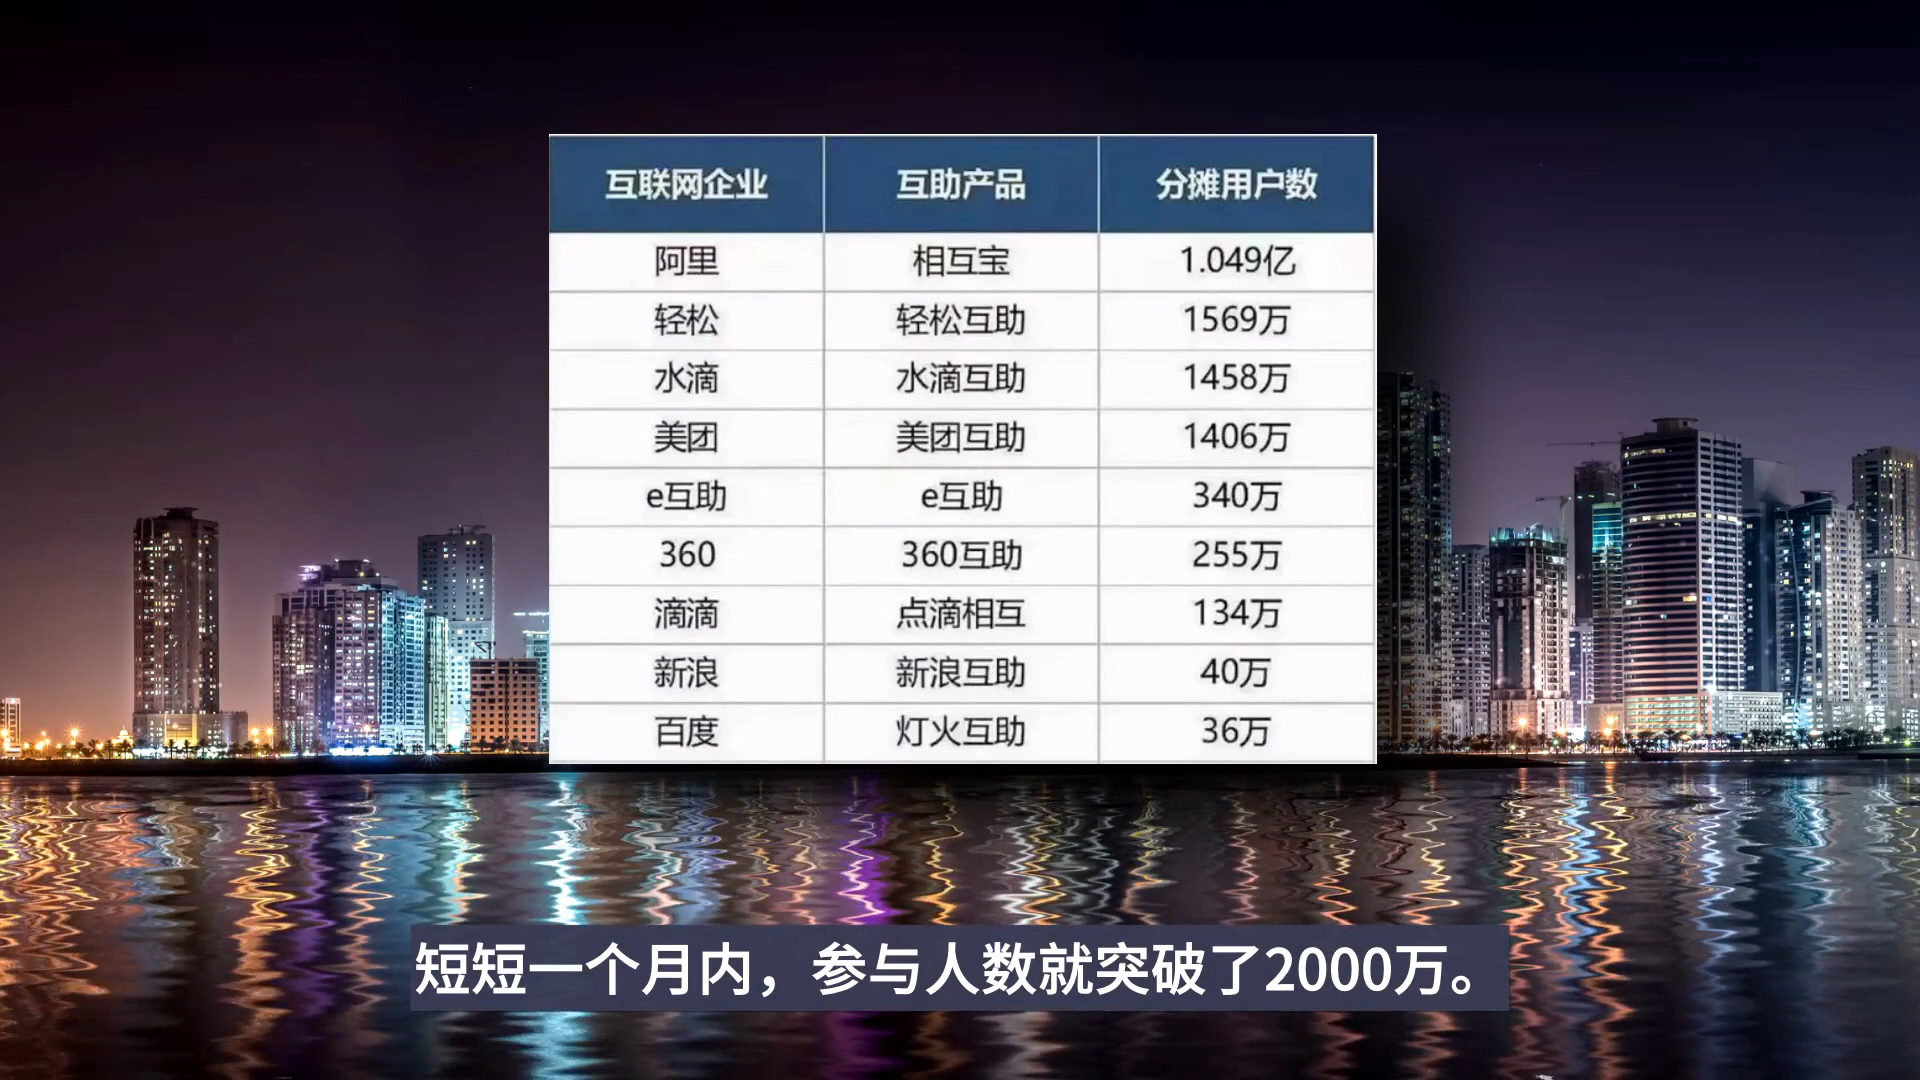 互联网企业 互助产品 分摊用户数
阿里 相互宝 1.049亿
轻松 轻松互助 1569万
水滴 水滴互助 1458万
美团 美团互助 1406万
e互助 e互助 340万
360 360互助 255万
滴滴 点滴相互 134万
新浪 新浪互助 40万
百度 灯火互助 36万
短短一个月内，参与人数就突破了2000万。